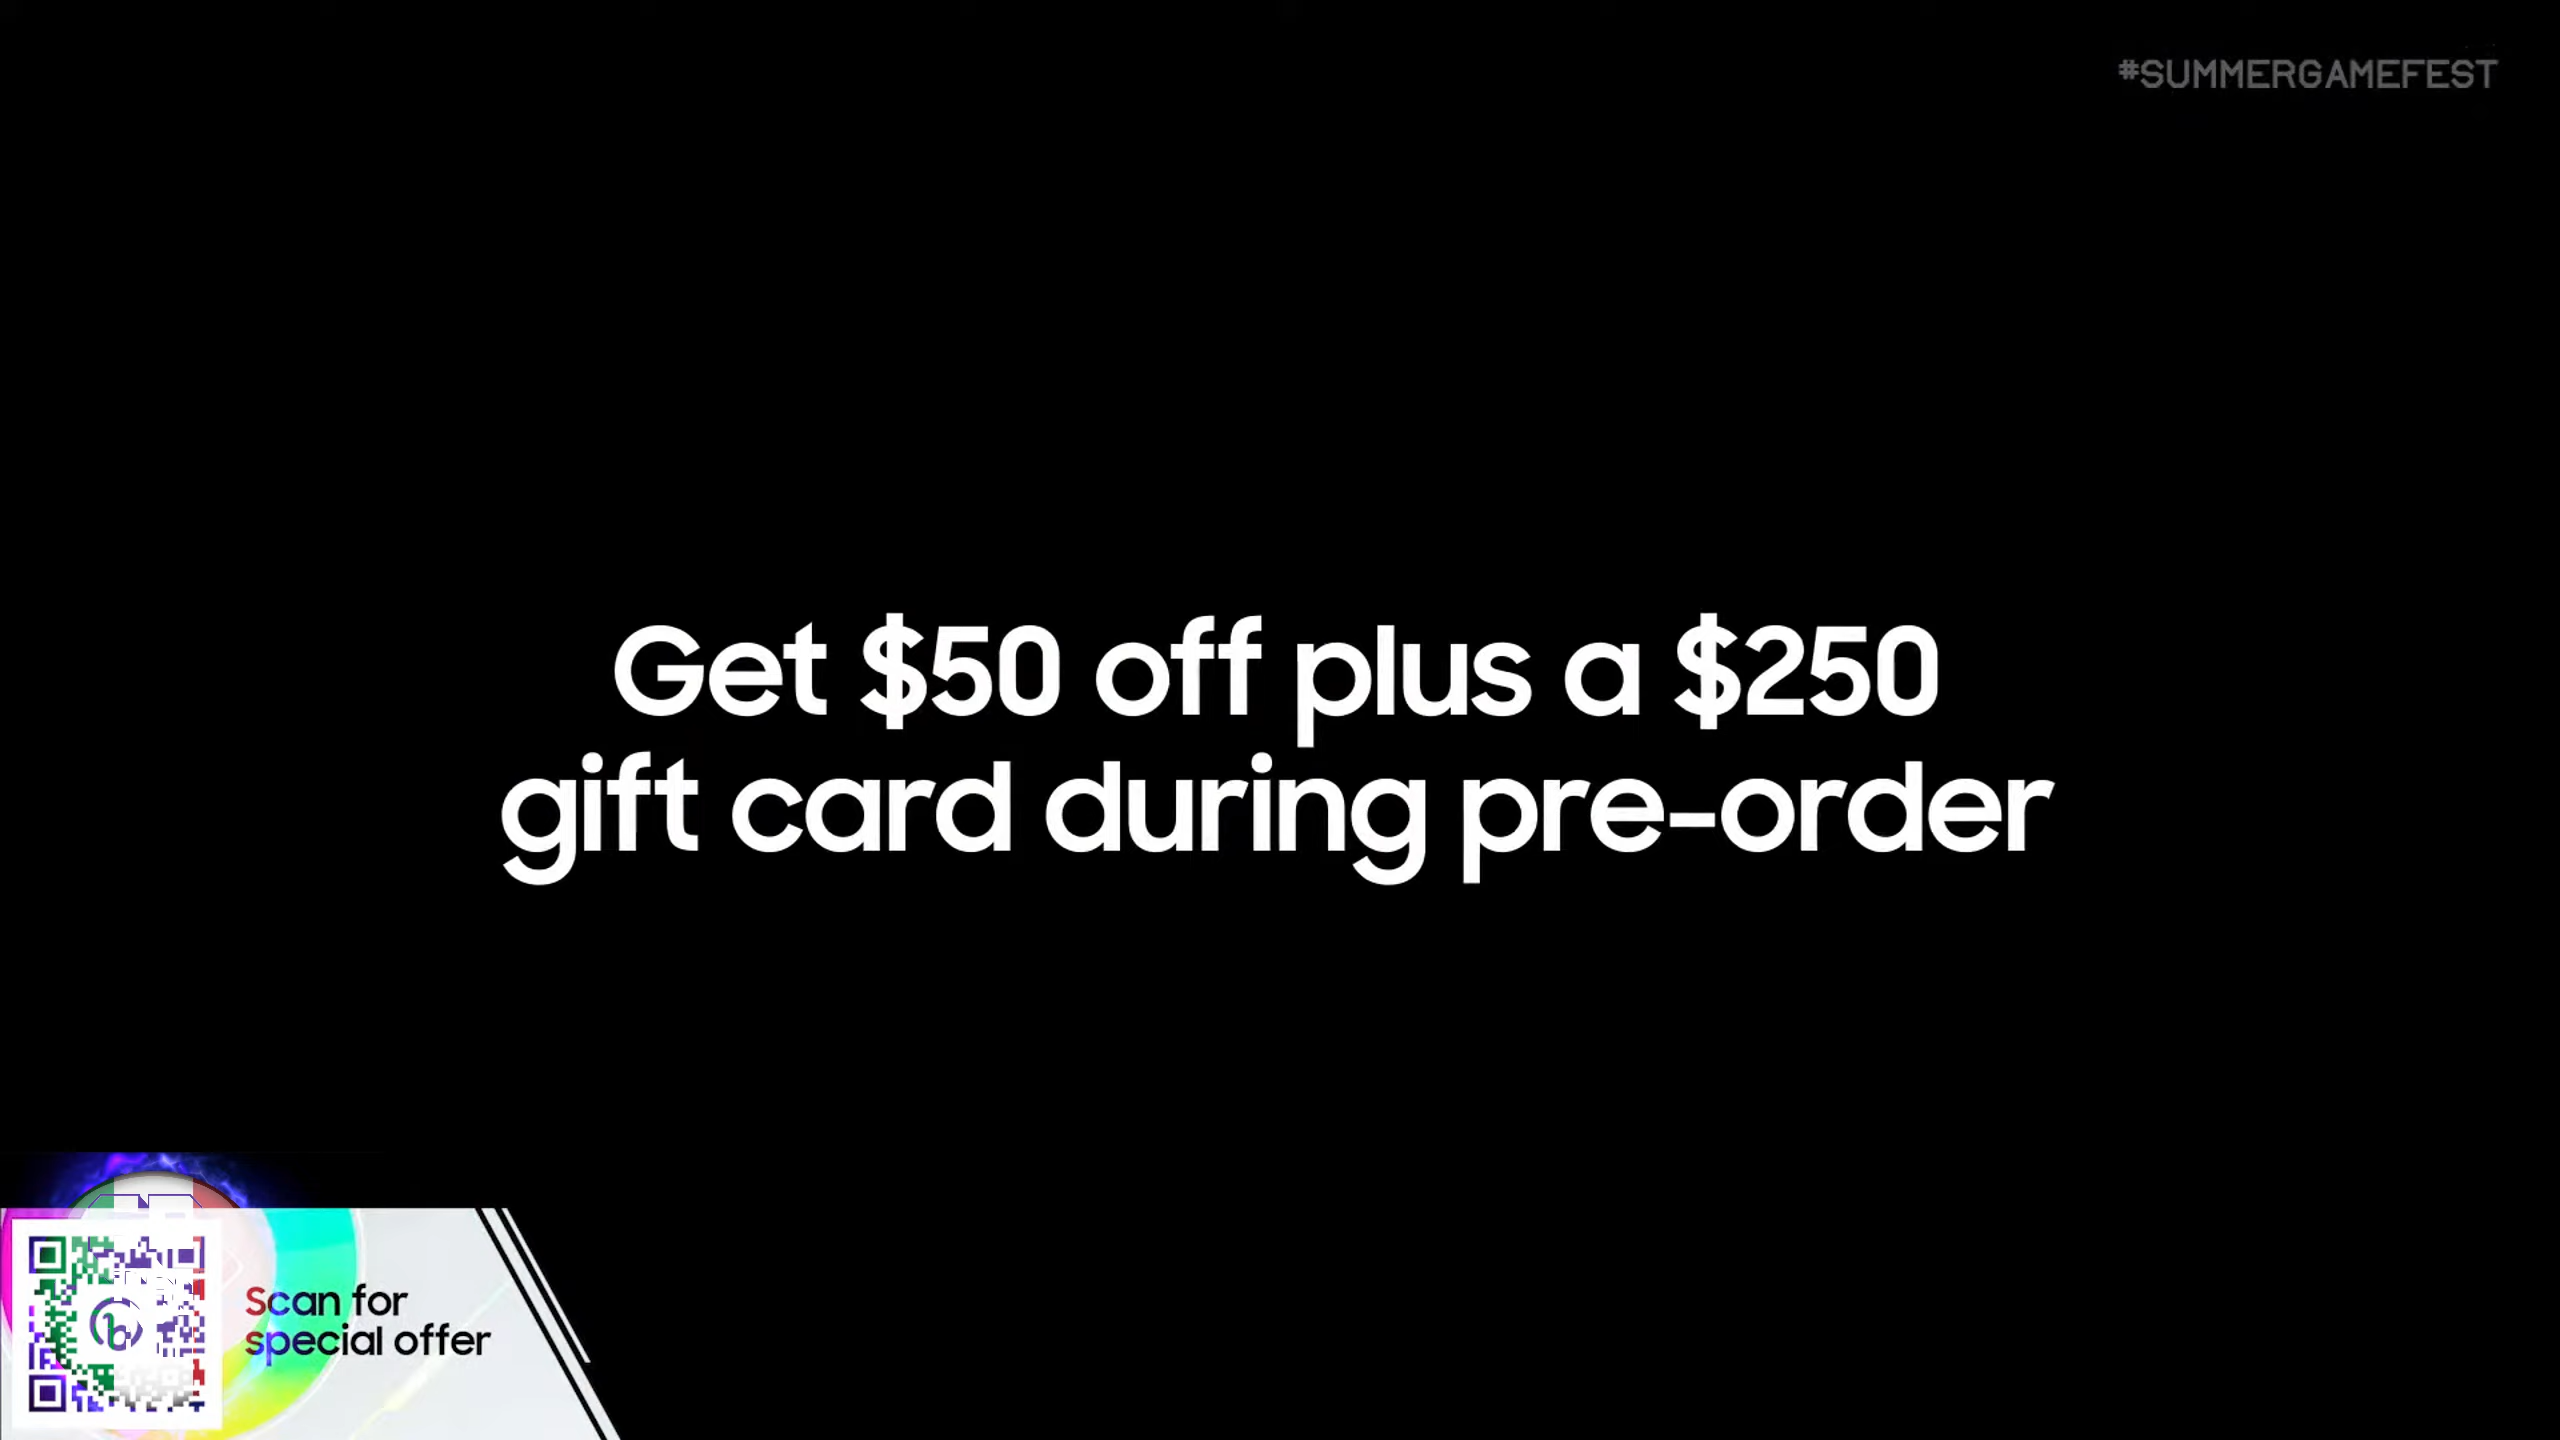 #SUMMERGAMEFEST
Get $50 off plus a $250
gift card during pre-order
Scan for
special offer